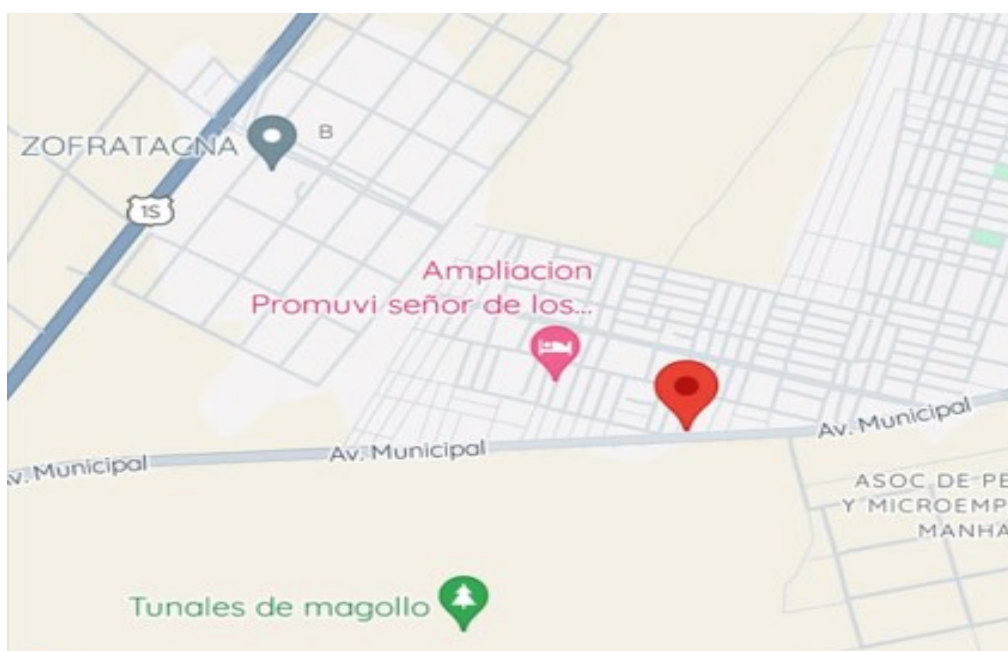 ZOFRATACNA
B
1S
Ampliacion
Promuvi señor de los...
Av. Municipal
Av. Municipal
v. Municipal
ASOC DE PE
Y MICROEMP
MANHA
Tunales de magollo